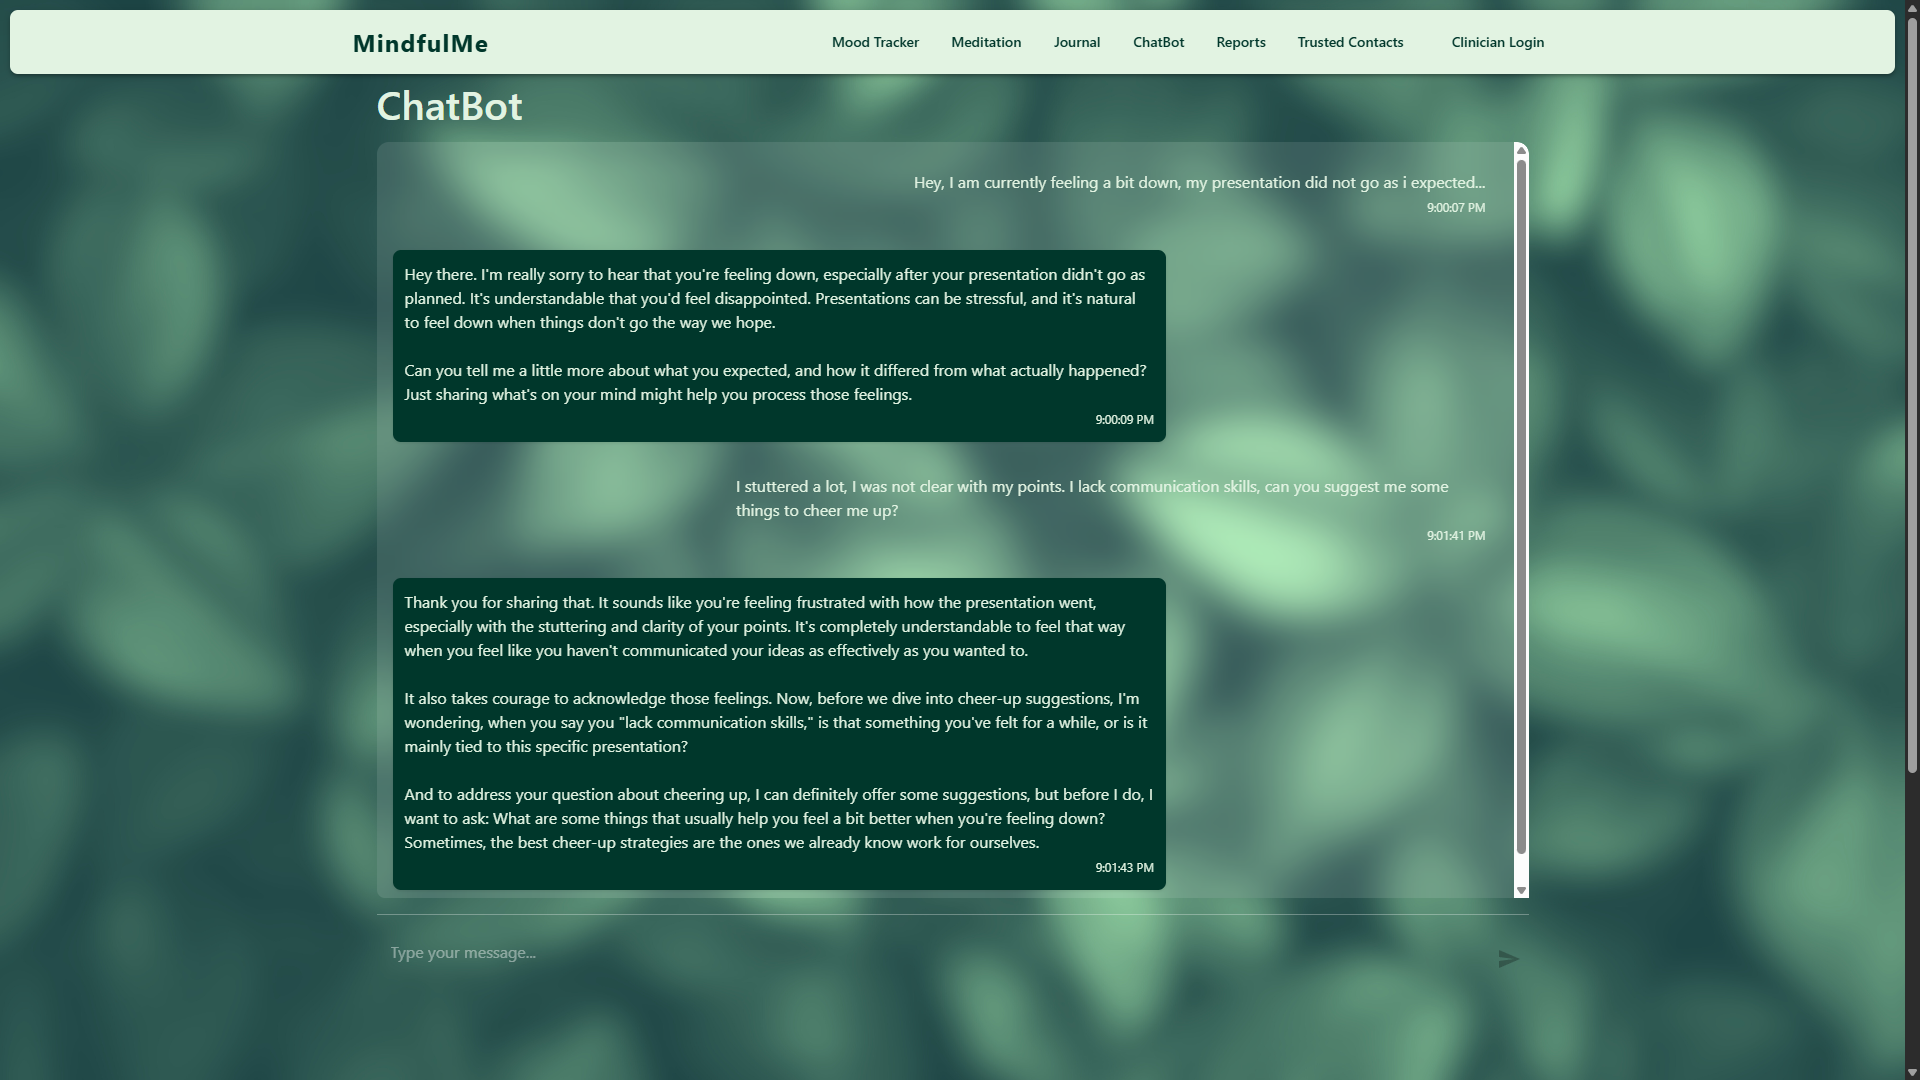 MindfulMe
Mood Tracker Meditation Journal ChatBot Reports Trusted Contacts Clinician Login
ChatBot
Hey, I am currently feeling a bit down, my presentation did not go as i expected...
9:00:07 PM
Hey there. I'm really sorry to hear that you're feeling down, especially after your presentation didn't go as
planned. It's understandable that you'd feel disappointed. Presentations can be stressful, and it's natural
to feel down when things don't go the way we hope.
Can you tell me a little more about what you expected, and how it differed from what actually happened?
Just sharing what's on your mind might help you process those feelings.
9:00:09 PM
I stuttered a lot, I was not clear with my points. I lack communication skills, can you suggest me some
things to cheer me up?
9:01:41 PM
Thank you for sharing that. It sounds like you're feeling frustrated with how the presentation went,
especially with the stuttering and clarity of your points. It's completely understandable to feel that way
when you feel like you haven't communicated your ideas as effectively as you wanted to.
It also takes courage to acknowledge those feelings. Now, before we dive into cheer-up suggestions, I'm
wondering, when you say you "lack communication skills," is that something you've felt for a while, or is it
mainly tied to this specific presentation?
And to address your question about cheering up, I can definitely offer some suggestions, but before I do, I
want to ask: What are some things that usually help you feel a bit better when you're feeling down?
Sometimes, the best cheer-up strategies are the ones we already know work for ourselves.
9:01:43 PM
Type your message...